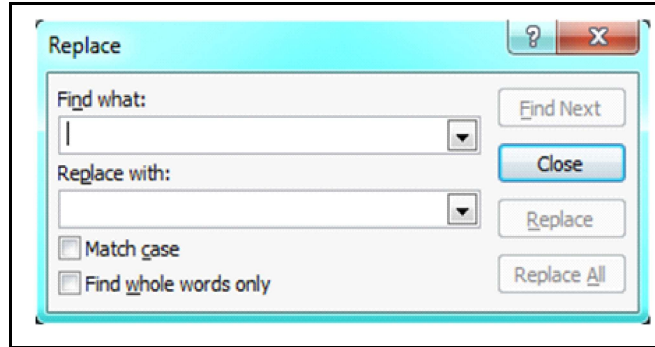 Replace
Find what:
Find Next
Close
Replace with:
Replace
Match case
Find whole words only
Replace All